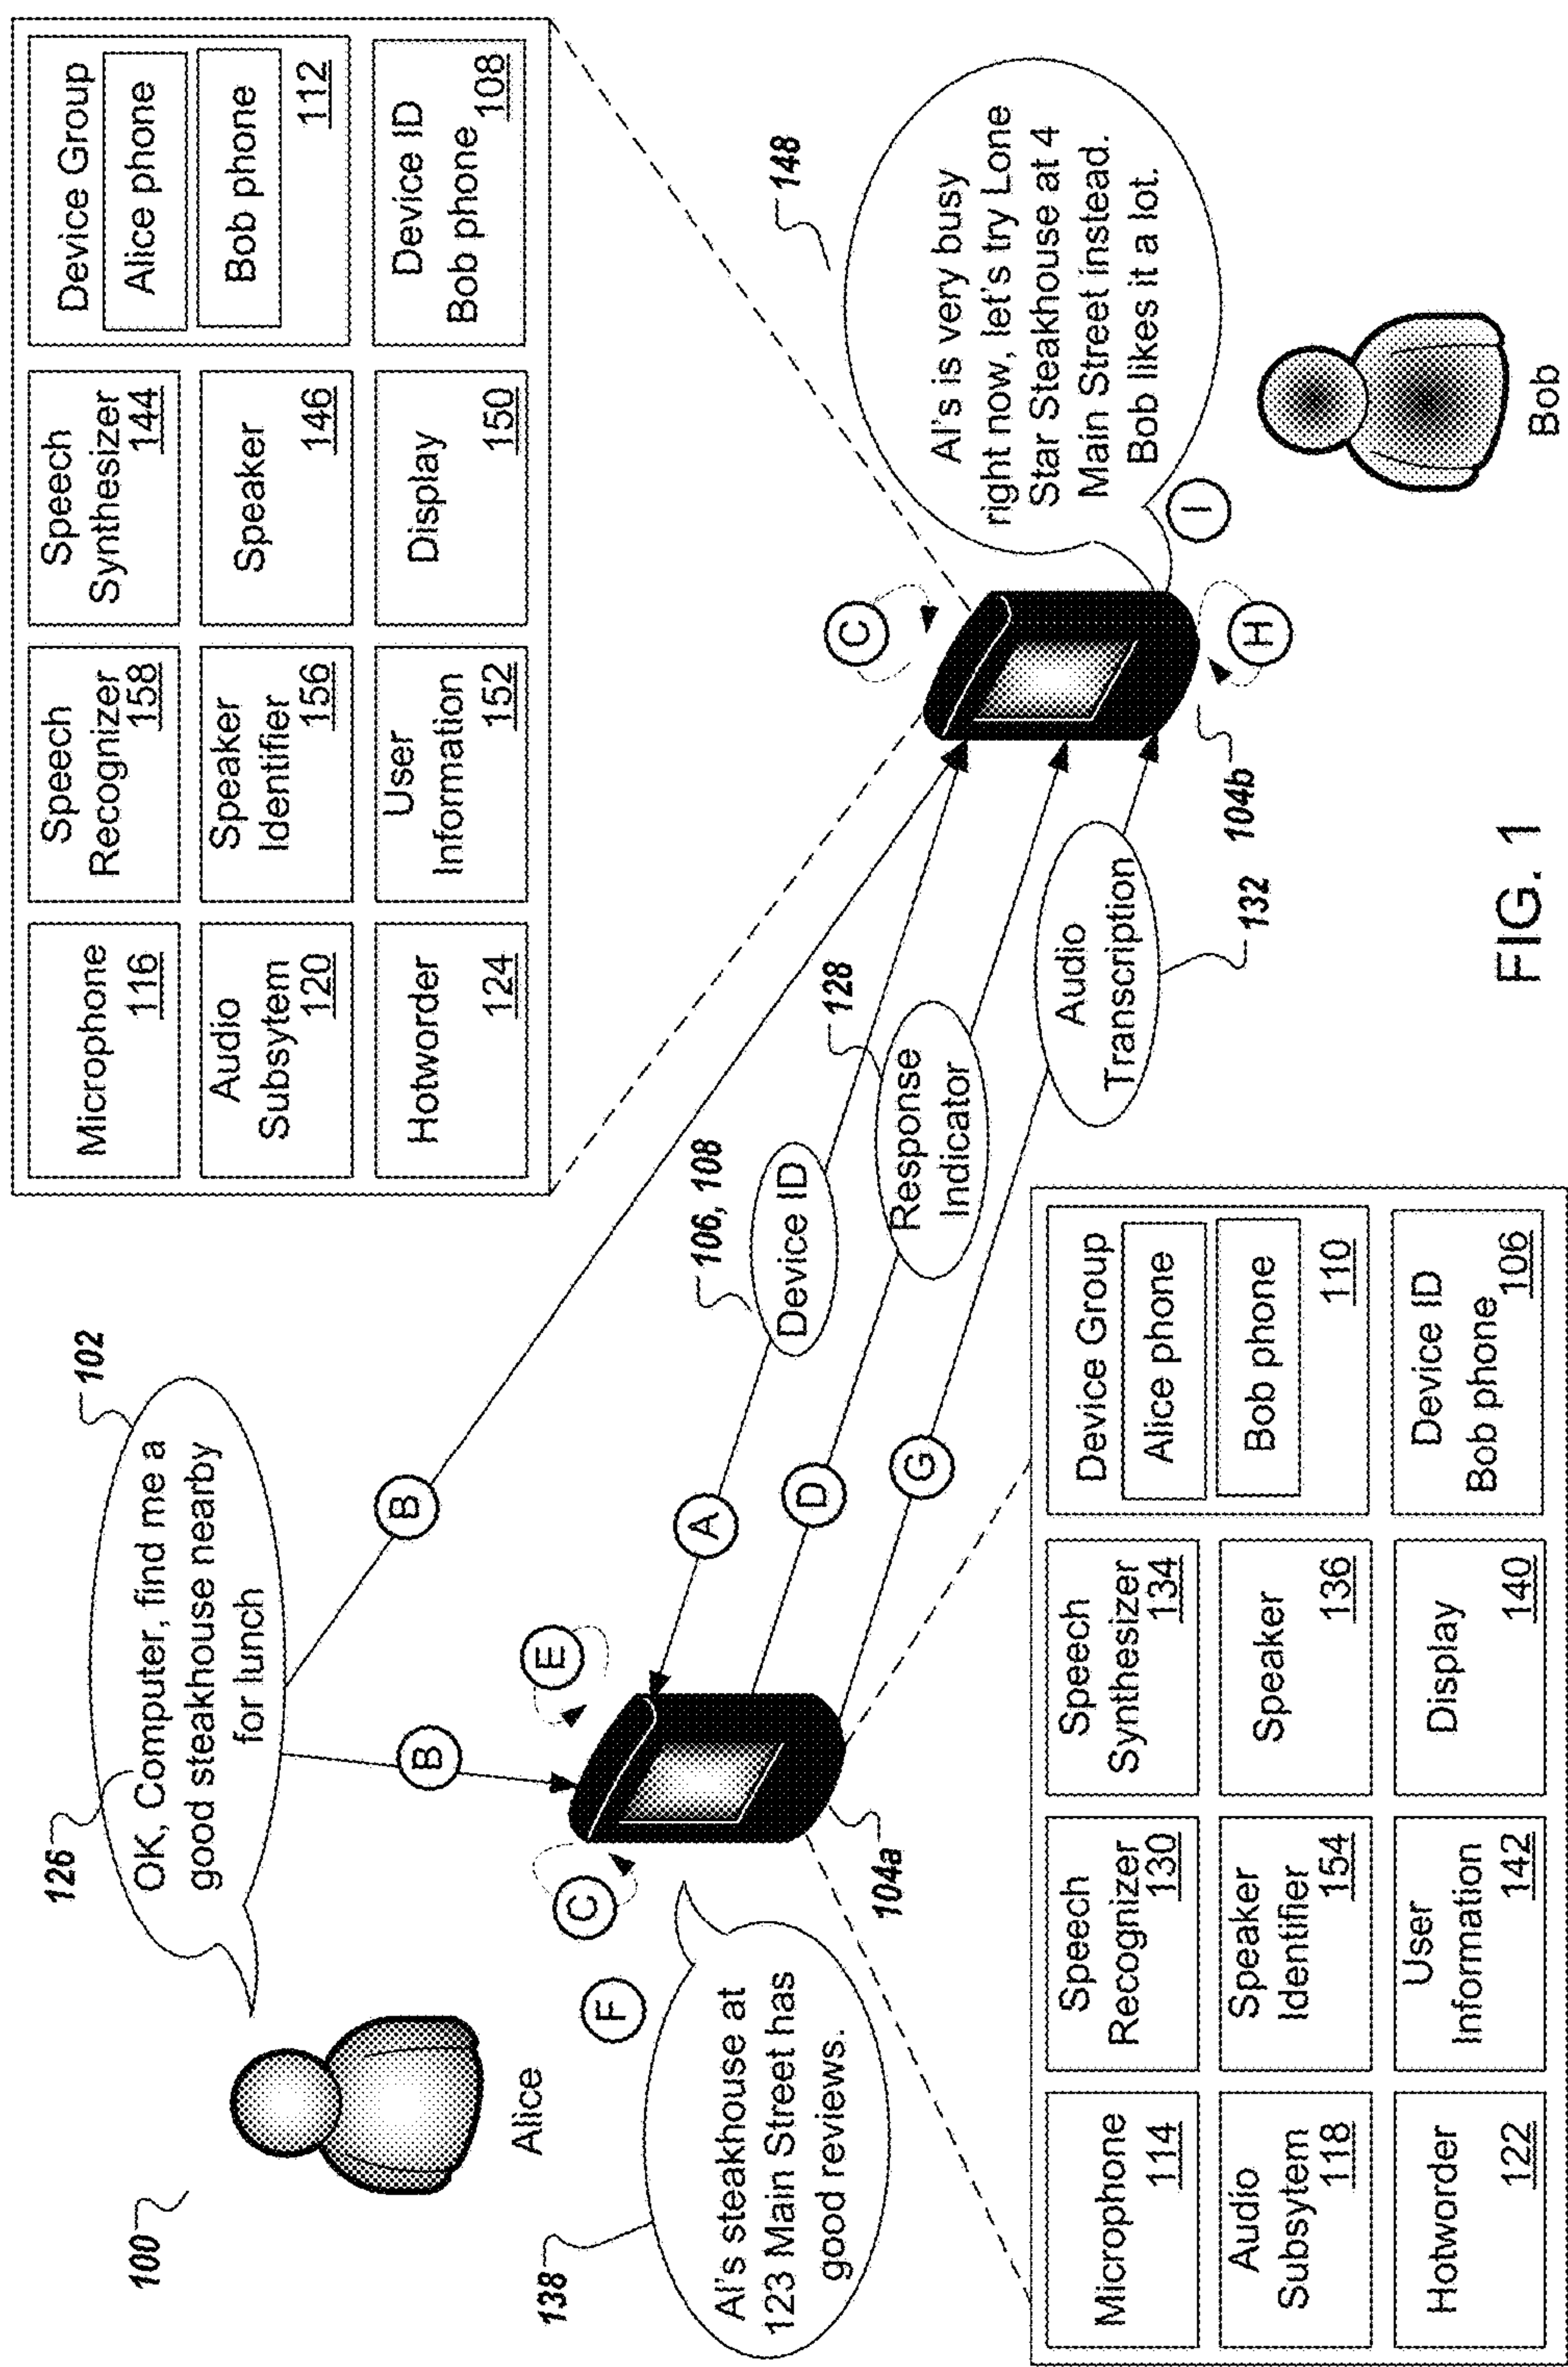 100
126
102
OK, Computer, find me a
good steakhouse nearby
for lunch
Alice
B
B
C
E
F
138
Al's steakhouse at
123 Main Street has
good reviews.
104a
A
D
G
106, 108
Device ID
128
Response
Indicator
Audio
Transcription
132
104b
C
H
I
148
Al's is very busy
right now, let's try Lone
Star Steakhouse at 4
Main Street instead.
Bob likes it a lot.
Bob
Microphone
116
Speech
Recognizer
158
Speech
Synthesizer
144
Device Group
Alice phone
Bob phone
112
Audio
Subsytem
120
Speaker
Identifier
156
Speaker
146
Hotworder
124
User
Information
152
Display
150
Device ID
Bob phone
108
Microphone
114
Speech
Recognizer
130
Speech
Synthesizer
134
Device Group
Alice phone
Bob phone
110
Audio
Subsytem
118
Speaker
Identifier
154
Speaker
136
Hotworder
122
User
Information
142
Display
140
Device ID
Bob phone
106
FIG. 1